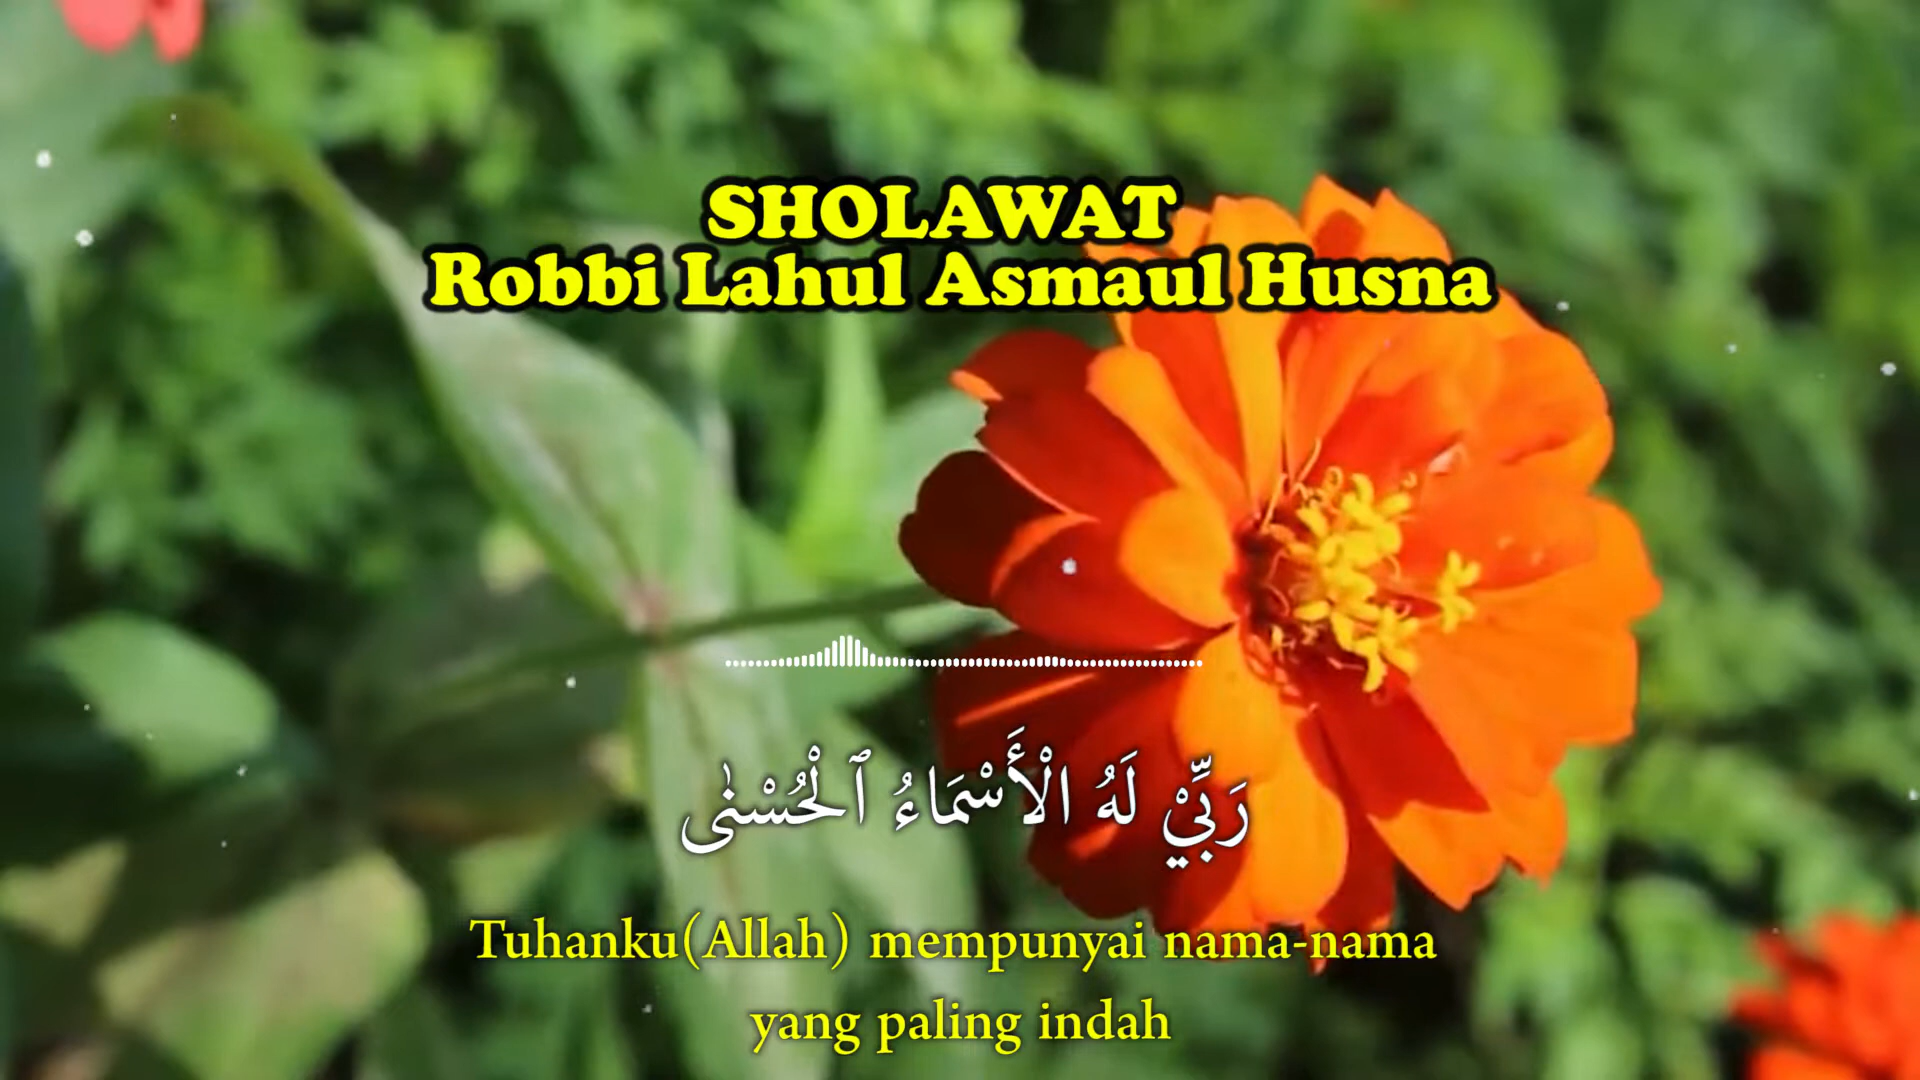 SHOLAWAT
Robbi Lahul Asmaul Husna
رَبِّيْ لَهُ الْأَسْمَاءُ ٱلْحُسْنٰى
Tuhanku(Allah) mempunyai nama-nama
yang paling indah